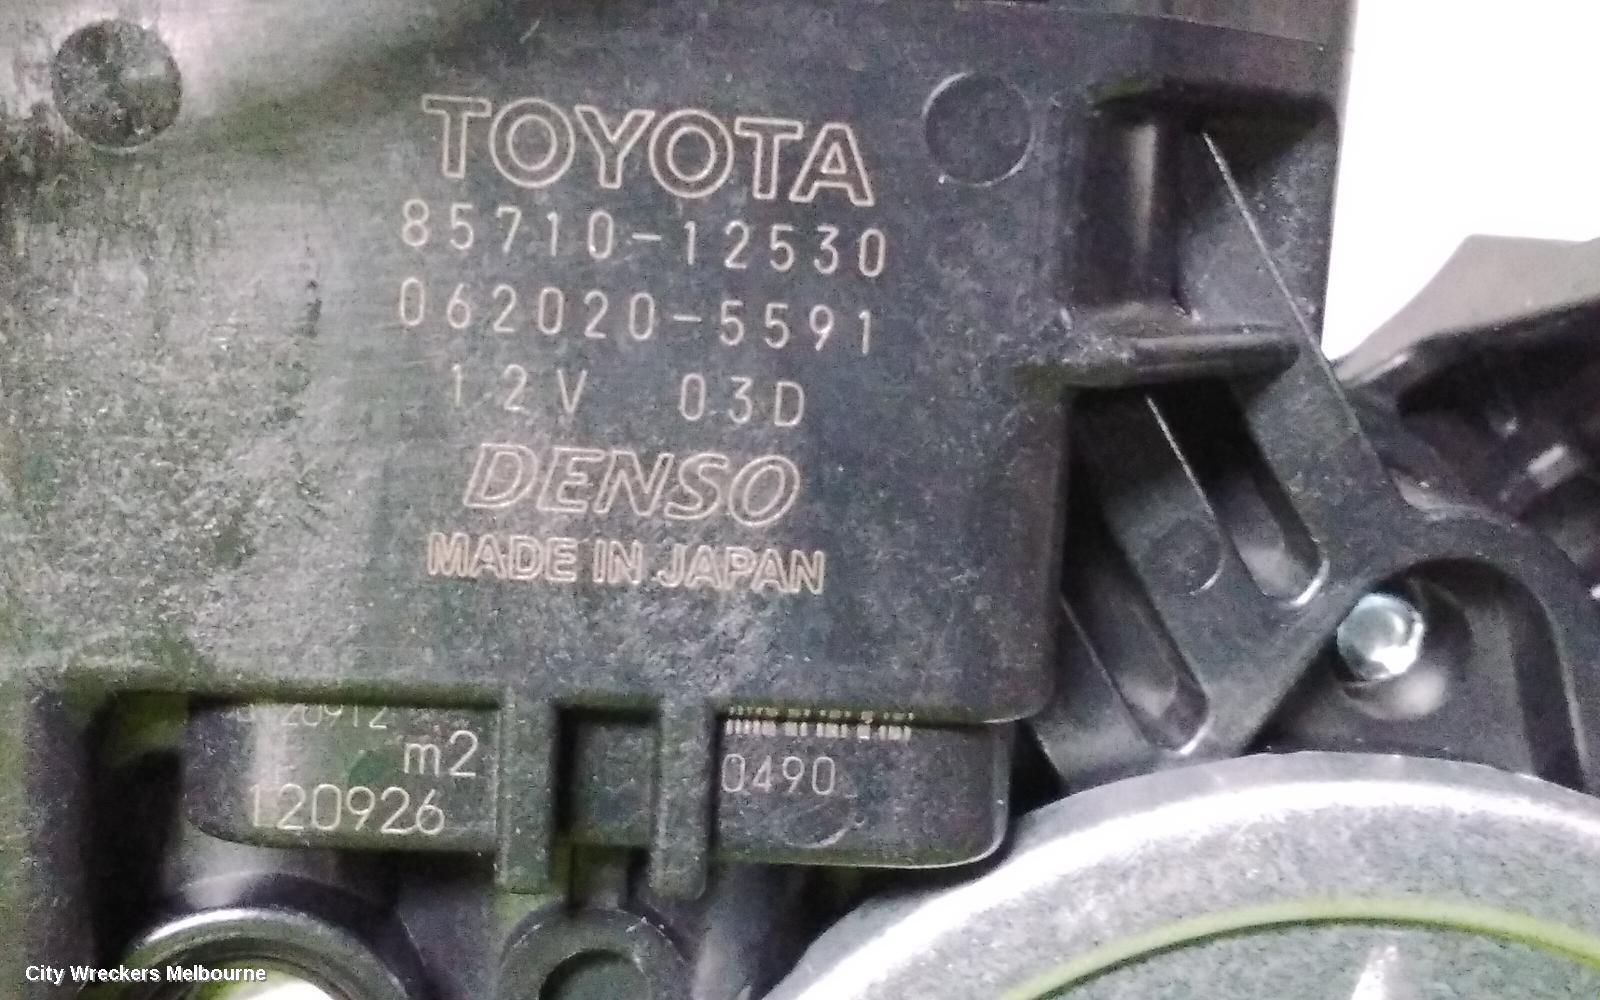 TOYOTA
85710-12530
062020-5591
12V 03D
DENSO
MADE IN JAPAN
m2
120926
0490
City Wreckers Melbourne